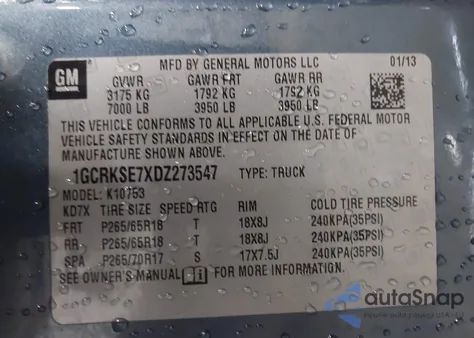 MFD BY GENERAL MOTORS LLC 01/13
GM
GVWR GAWR FRT GAWR RR
3175 KG 1792 KG 1792 KG
7000 LB 3950 LB 3950 LB
THIS VEHICLE CONFORMS TO ALL APPLICABLE U.S. FEDERAL MOTOR
VEHICLE SAFETY STANDARDS IN EFFECT ON THE DATE OF
MANUFACTURE SHOWN ABOVE.
1GCRKSE7XDZ273547 TYPE: TRUCK
MODEL: K10753
KD7X TIRE SIZE SPEED RTG RIM COLD TIRE PRESSURE
FRT P265/65R18 T 18X8J 240KPA(35PSI)
RR P265/65R18 T 18X8J 240KPA(35PSI)
SPA P265/70R17 S 17X7.5J 240KPA(35PSI)
SEE OWNER'S MANUAL FOR MORE INFORMATION.
autoSnap